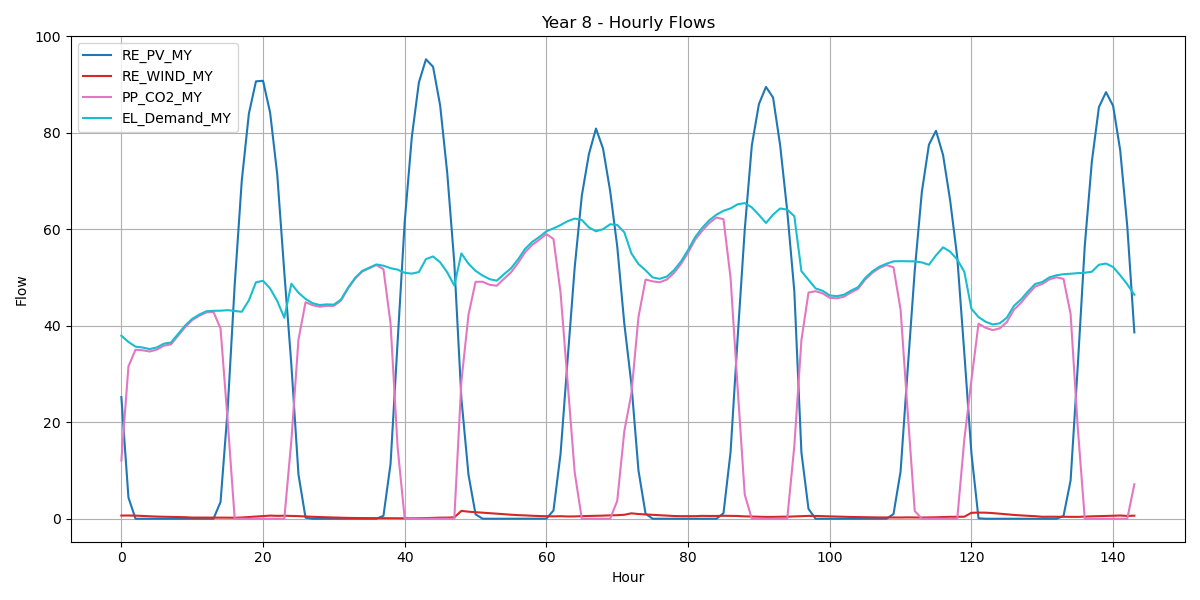 Year 8 - Hourly Flows
RE_PV_MY
RE_WIND_MY
PP_CO2_MY
EL_Demand_MY
100
80
60
40
20
0
Flow
0 20 40 60 80 100 120 140
Hour